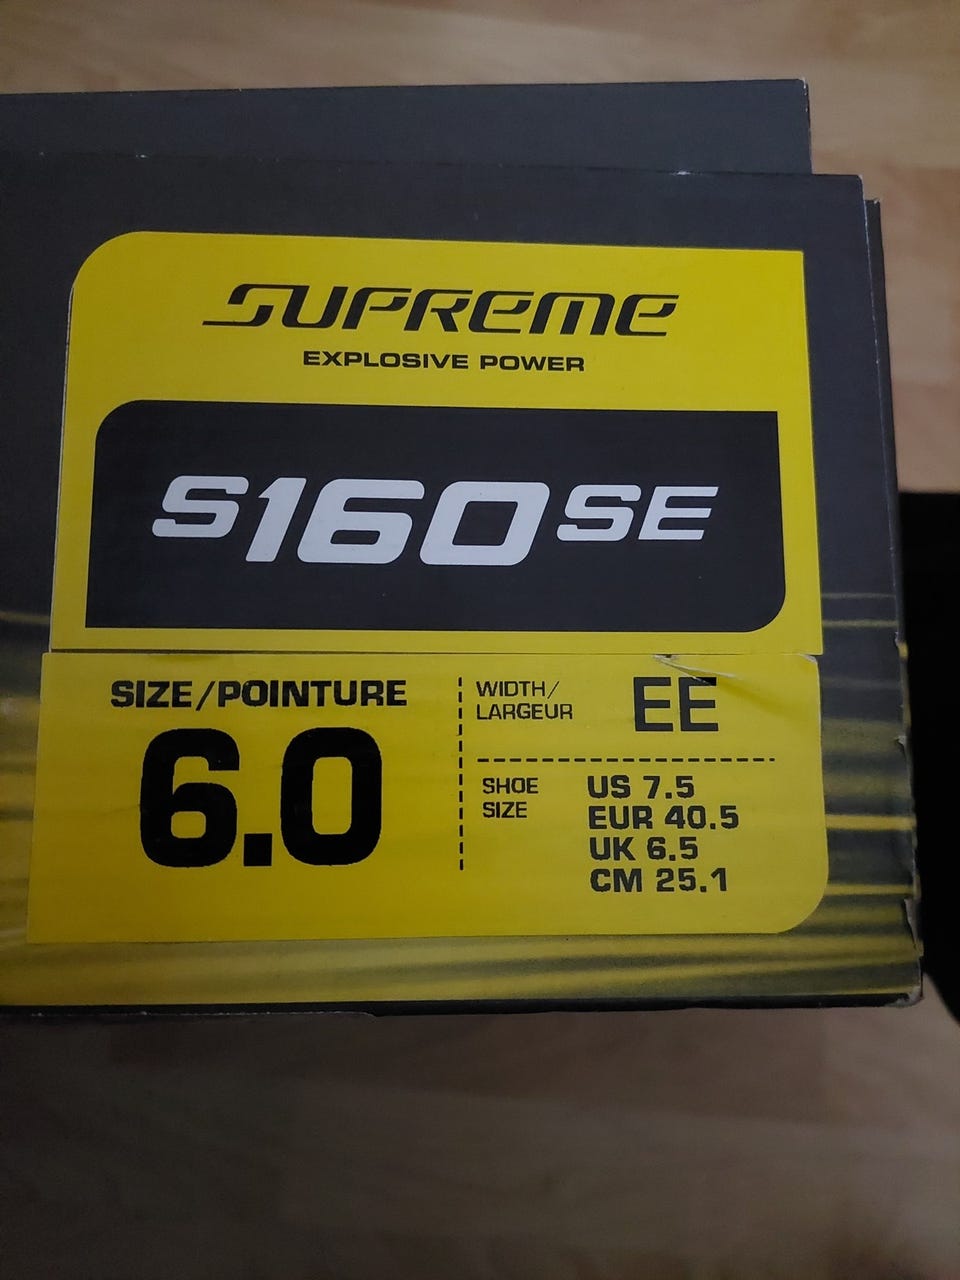 SUPREME
EXPLOSIVE POWER
S160SE
SIZE/POINTURE
6.0
WIDTH/
LARGEUR
EE
SHOE
SIZE
US 7.5
EUR 40.5
UK 6.5
CM 25.1